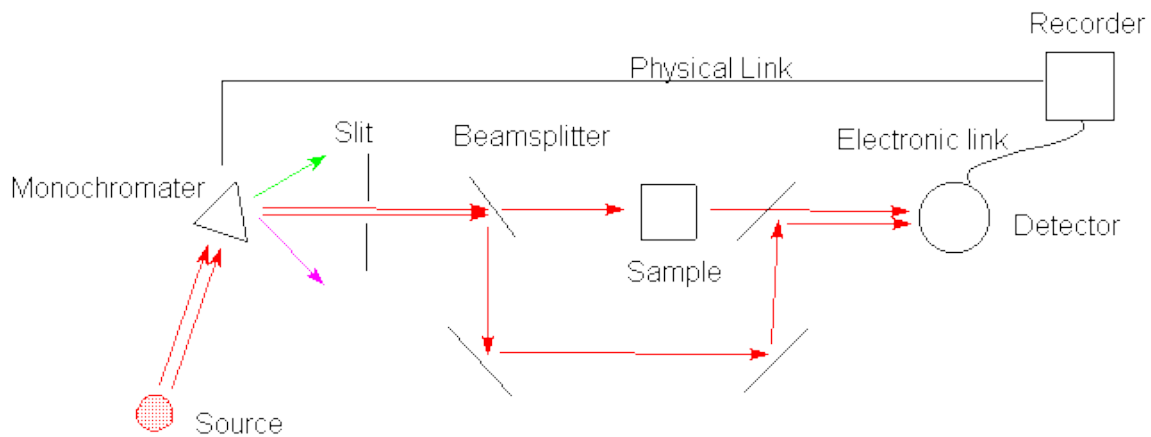 Recorder
Physical Link
Slit
Beamsplitter
Electronic link
Monochromater
Detector
Sample
Source